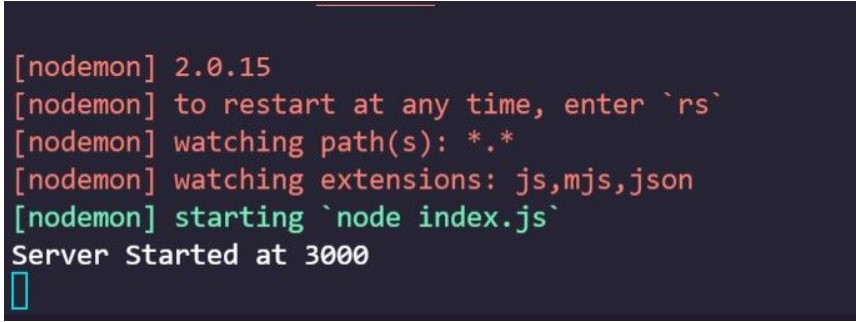 [nodemon] 2.0.15
[nodemon] to restart at any time, enter `rs`
[nodemon] watching path(s): *.*
[nodemon] watching extensions: js,mjs,json
[nodemon] starting `node index.js`
Server Started at 3000